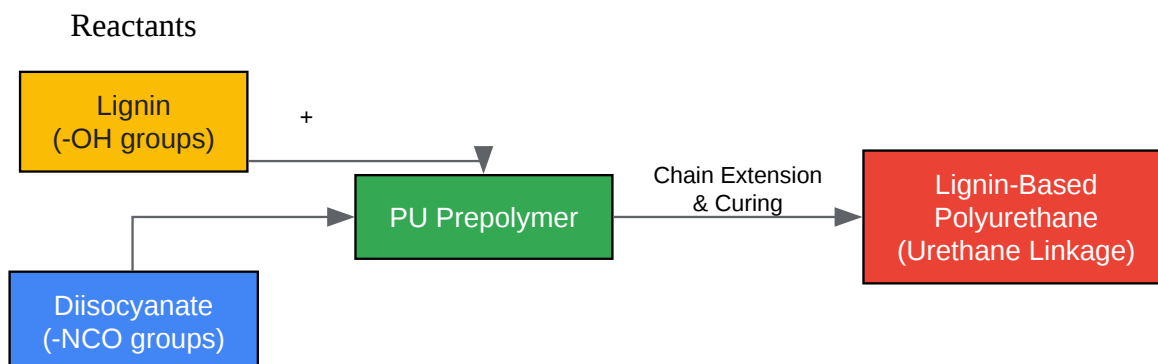 Reactants
Lignin
(-OH groups)
+
PU Prepolymer
Chain Extension
& Curing
Lignin-Based
Polyurethane
(Urethane Linkage)
Diisocyanate
(-NCO groups)